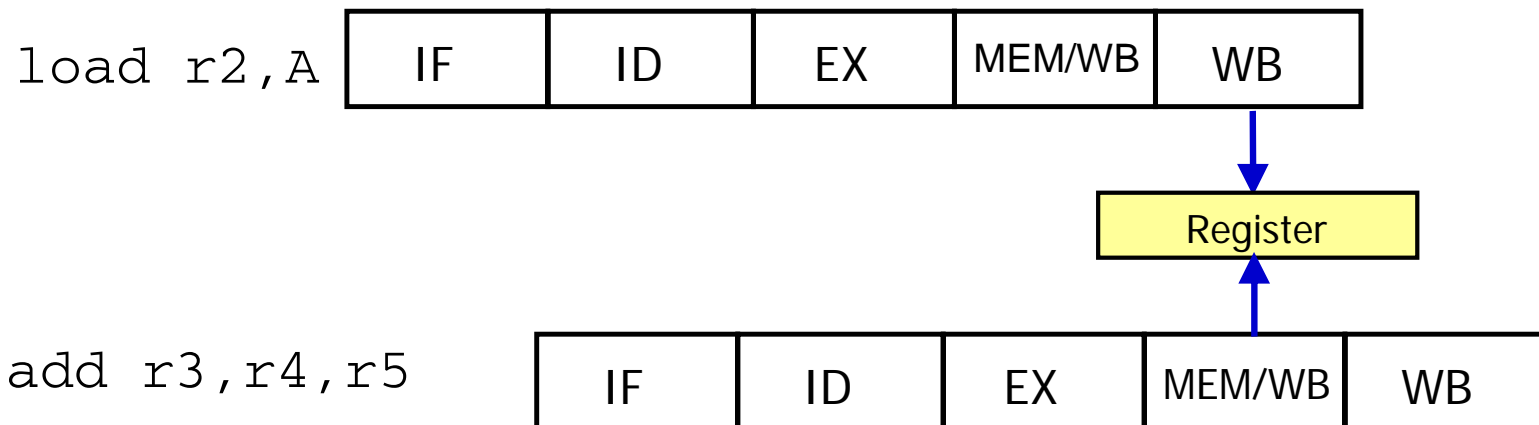 load r2,A IF ID EX MEM/WB WB
Register
add r3,r4,r5 IF ID EX MEM/WB WB